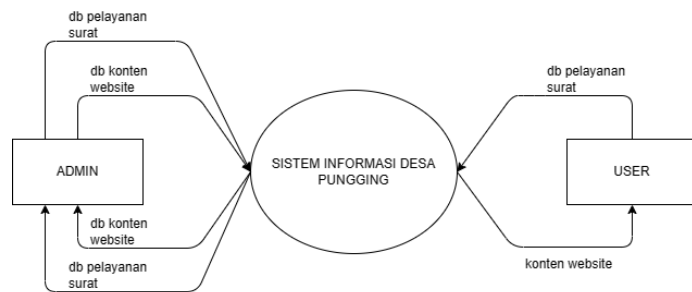 db pelayanan
surat
db konten
website
ADMIN
db konten
website
db pelayanan
surat
SISTEM INFORMASI DESA
PUNGGING
db pelayanan
surat
USER
konten website